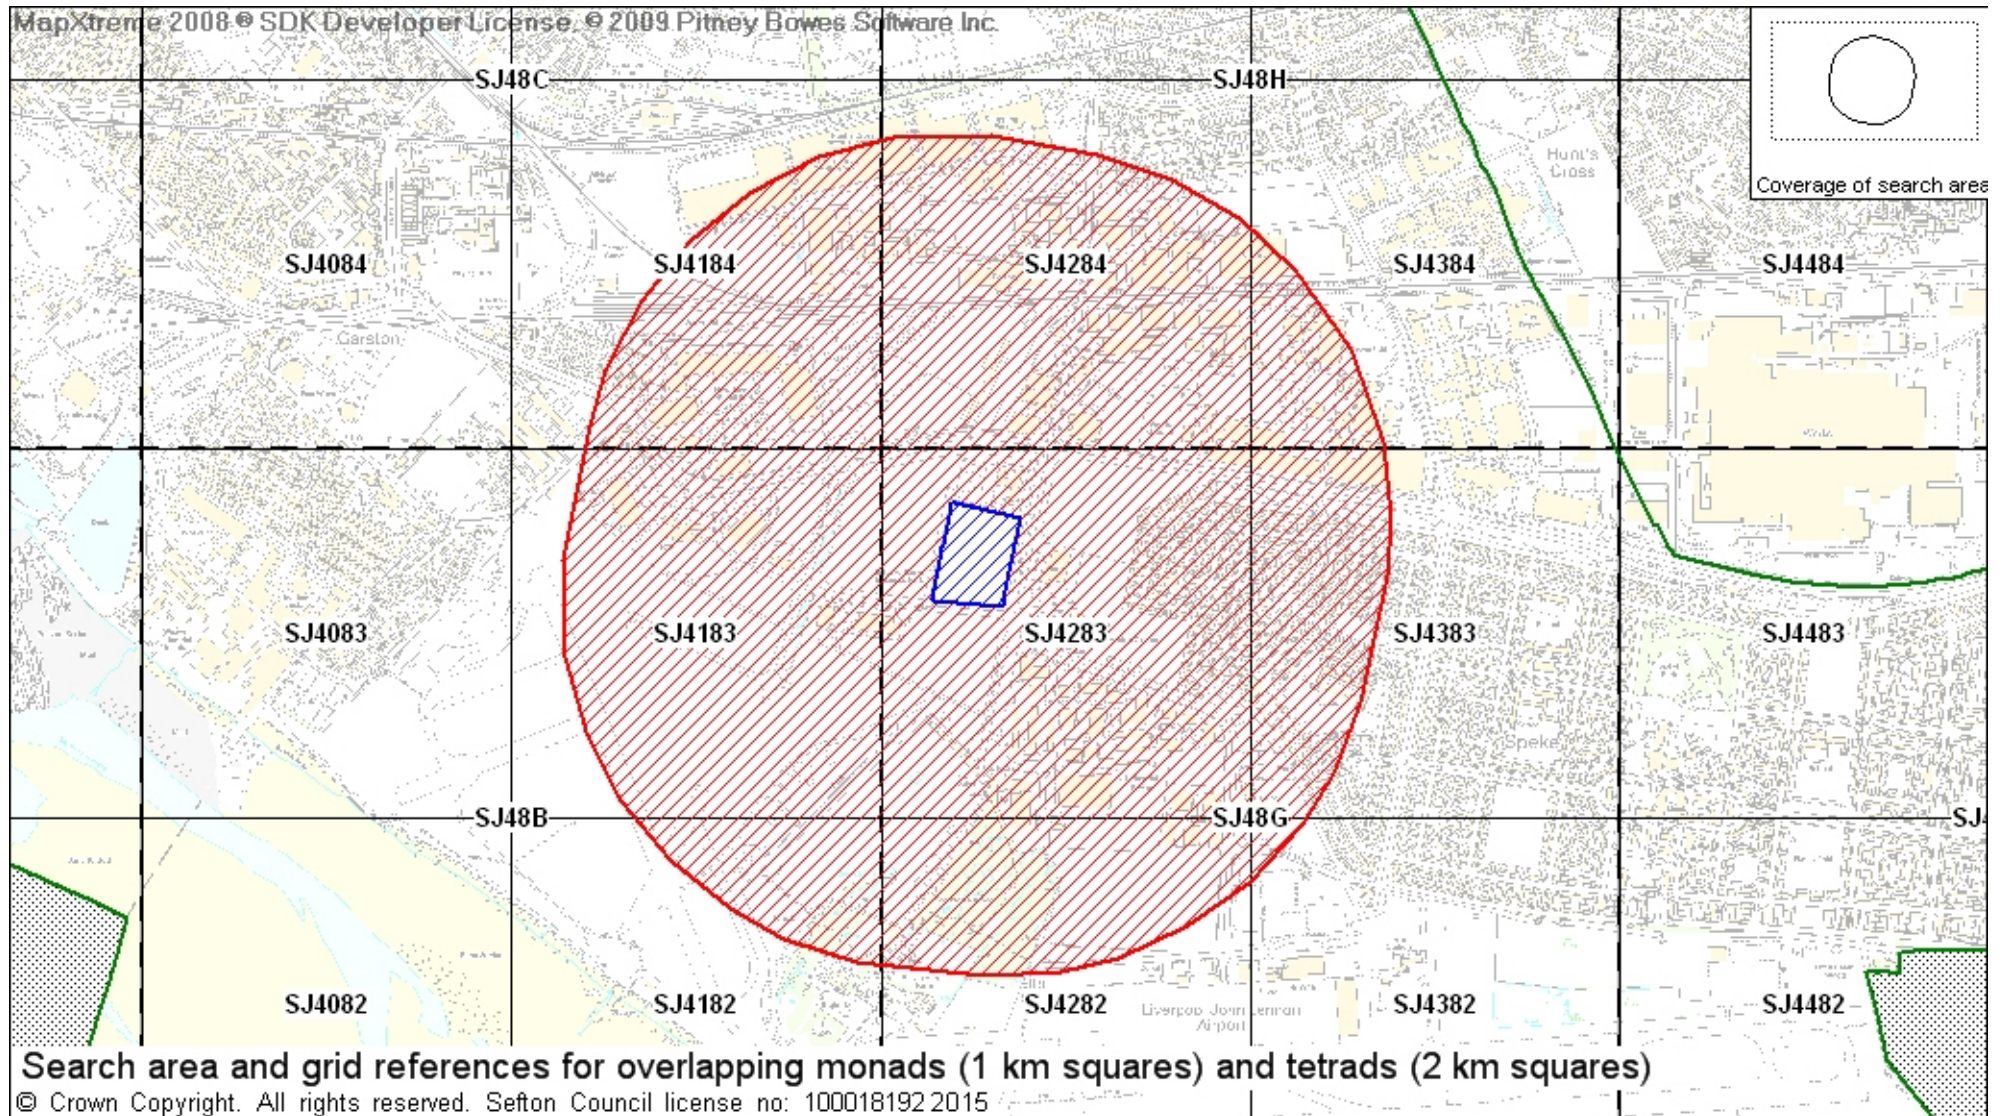 MapXtreme 2008 ® SDK Developer License, © 2009 Pitney Bowes Software Inc.
SJ48C
SJ48H
Coverage of search area
Hunt's
Cross
SJ4084
SJ4184
SJ4284
SJ4384
SJ4484
Garston
SJ4083
SJ4183
SJ4283
SJ4383
SJ4483
Speke
SJ48B
SJ48G
SJ4
SJ4082
SJ4182
SJ4282
SJ4382
SJ4482
Liverpool John Lennon
Airport
Search area and grid references for overlapping monads (1 km squares) and tetrads (2 km squares)
© Crown Copyright. All rights reserved. Sefton Council license no: 100018192 2015